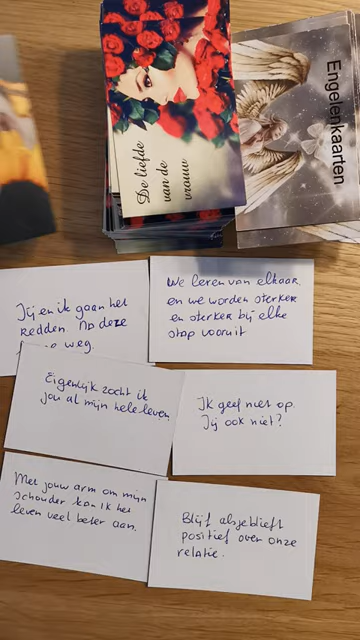 De liefde
van de
vrouw
Engelenkaarten
Jij en ik gaan het
redden. Op deze
weg.
We leren van elkaar
en we worden sterker
en sterker bij elke
stap vooruit
Eigenlijk zocht ik
jou al mijn hele leven
Ik geef niet op.
Jij ook niet?
Met jouw arm om mijn
schouder kan ik het
leven veel beter aan.
Blijf alsjeblieft
positief over onze
relatie.